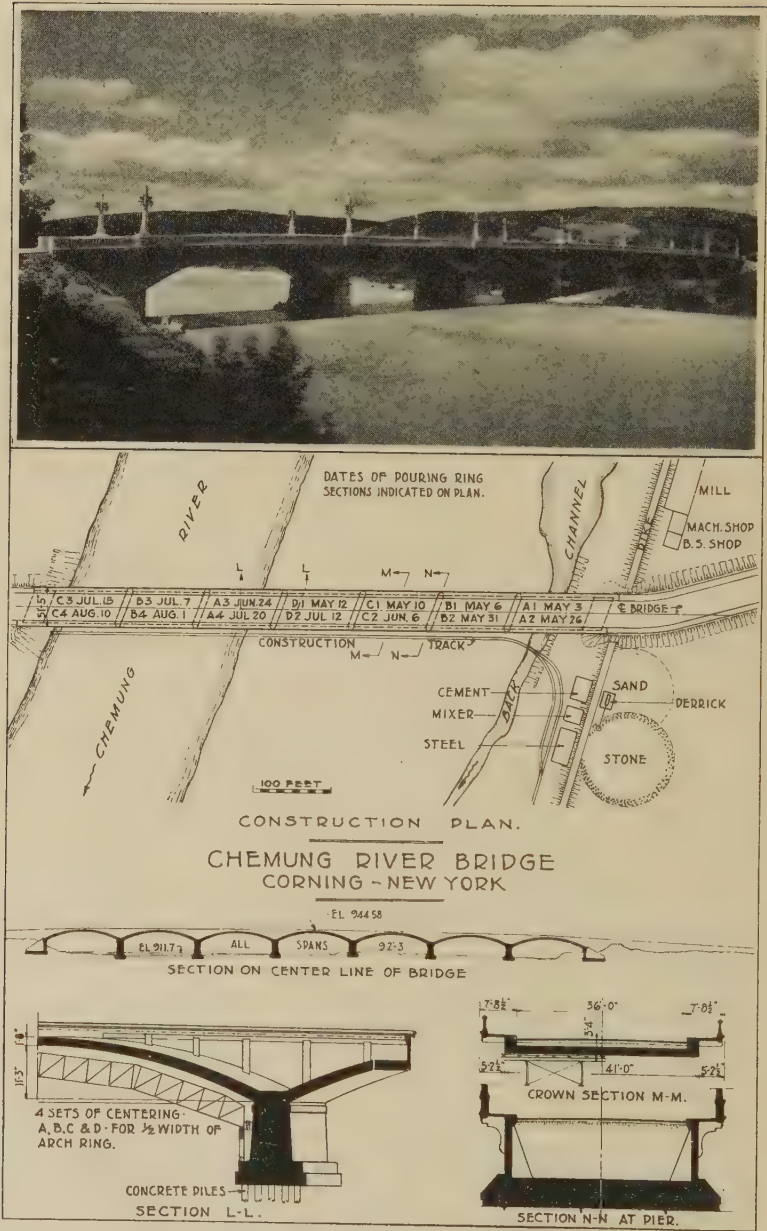 DATES OF POURING RING
SECTIONS INDICATED ON PLAN.
RIVER
CHANNEL
DIKE
MILL
MACH. SHOP
B.S. SHOP
L
L
M
N
C3 JUL.18 B3 JUL.7 A3 JUN.24 D1 MAY 12 C1 MAY 10 B1 MAY 6 A1 MAY 3
C4 AUG.10 B4 AUG.1 A4 JUL 20 D2 JUL 12 C2 JUN.6 B2 MAY 31 A2 MAY 26
℄ BRIDGE
CONSTRUCTION TRACK
M
N
CHEMUNG
BACK
CEMENT
MIXER
STEEL
SAND
DERRICK
STONE
100 FEET
CONSTRUCTION PLAN.
CHEMUNG RIVER BRIDGE
CORNING - NEW YORK
EL 944.58
EL 911.7 ALL SPANS 92'-3
SECTION ON CENTER LINE OF BRIDGE
11'-3"
4 SETS OF CENTERING-
A, B, C & D - FOR ½ WIDTH OF
ARCH RING.
CONCRETE PILES
SECTION L-L.
7'-8½" 36'-0" 7'-8½"
3'-4"
5-2½" 41'-0" 5-2½"
CROWN SECTION M-M.
SECTION N-N AT PIER.